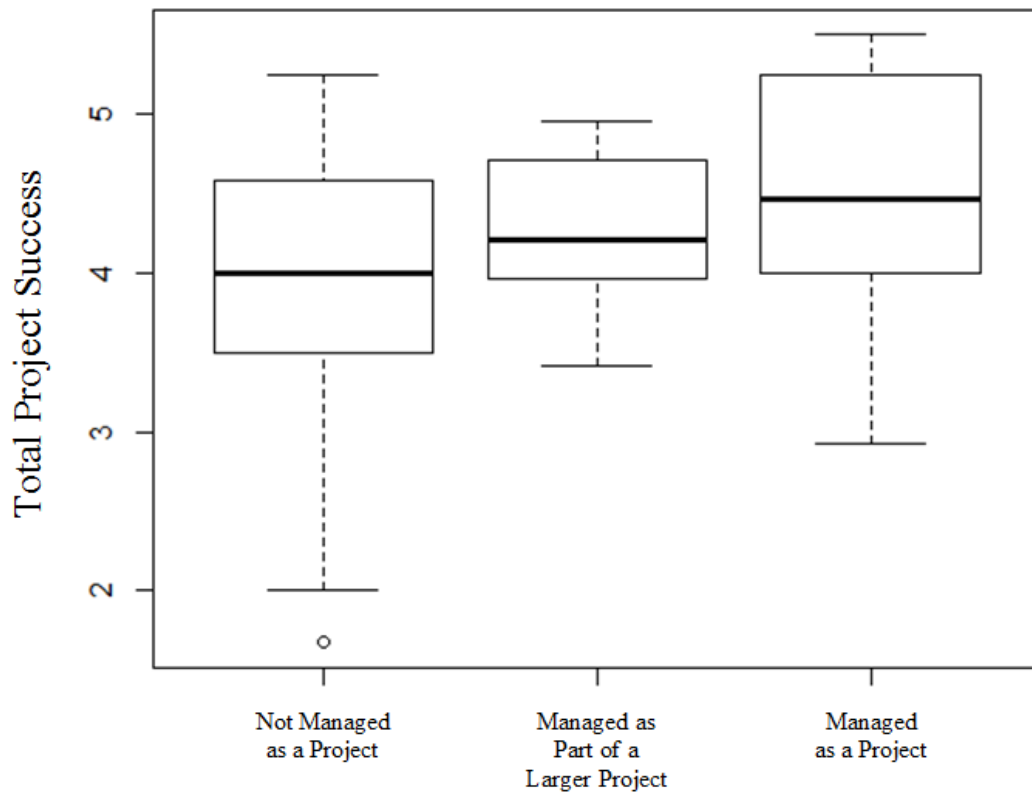 Total Project Success
5
4
3
2
Not Managed
as a Project
Managed as
Part of a
Larger Project
Managed
as a Project